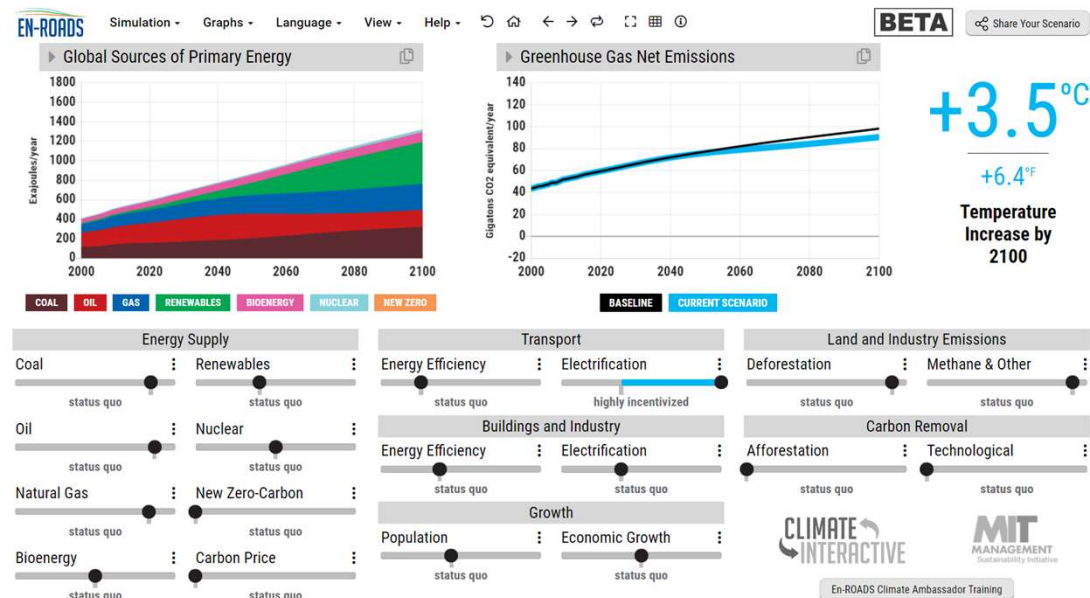 EN-ROADS
Simulation Graphs Language View Help
BETA
Share Your Scenario
Global Sources of Primary Energy
Exajoules/year
1800
1600
1400
1200
1000
800
600
400
200
0
2000 2020 2040 2060 2080 2100
COAL OIL GAS RENEWABLES BIOENERGY NUCLEAR NEW ZERO
Greenhouse Gas Net Emissions
Gigatons CO2 equivalent/year
140
120
100
80
60
40
20
0
-20
2000 2020 2040 2060 2080 2100
BASELINE CURRENT SCENARIO
+3.5°C
+6.4°F
Temperature
Increase by
2100
Energy Supply
Coal Renewables
status quo status quo
Oil Nuclear
status quo status quo
Natural Gas New Zero-Carbon
status quo status quo
Bioenergy Carbon Price
status quo status quo
Transport
Energy Efficiency Electrification
status quo highly incentivized
Buildings and Industry
Energy Efficiency Electrification
status quo status quo
Growth
Population Economic Growth
status quo status quo
Land and Industry Emissions
Deforestation Methane & Other
status quo status quo
Carbon Removal
Afforestation Technological
status quo status quo
CLIMATE
INTERACTIVE
MIT
MANAGEMENT
Sustainability Initiative
En-ROADS Climate Ambassador Training